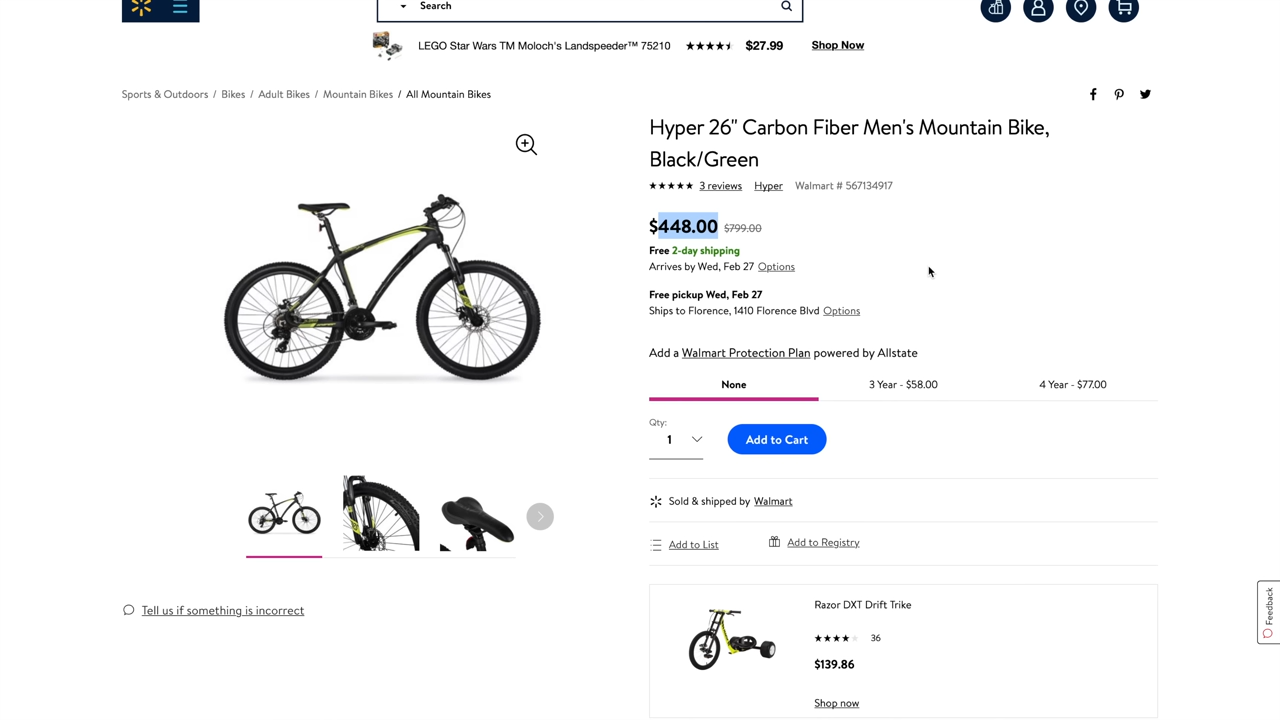 Search
LEGO Star Wars TM Moloch's Landspeeder™ 75210 $27.99 Shop Now
Sports & Outdoors / Bikes / Adult Bikes / Mountain Bikes / All Mountain Bikes
Hyper 26" Carbon Fiber Men's Mountain Bike,
Black/Green
3 reviews Hyper Walmart # 567134917
$448.00 $799.00
Free 2-day shipping
Arrives by Wed, Feb 27 Options
Free pickup Wed, Feb 27
Ships to Florence, 1410 Florence Blvd Options
Add a Walmart Protection Plan powered by Allstate
None 3 Year - $58.00 4 Year - $77.00
Qty:
1 Add to Cart
Sold & shipped by Walmart
Add to List Add to Registry
Tell us if something is incorrect
Razor DXT Drift Trike
36
$139.86
Shop now
Feedback